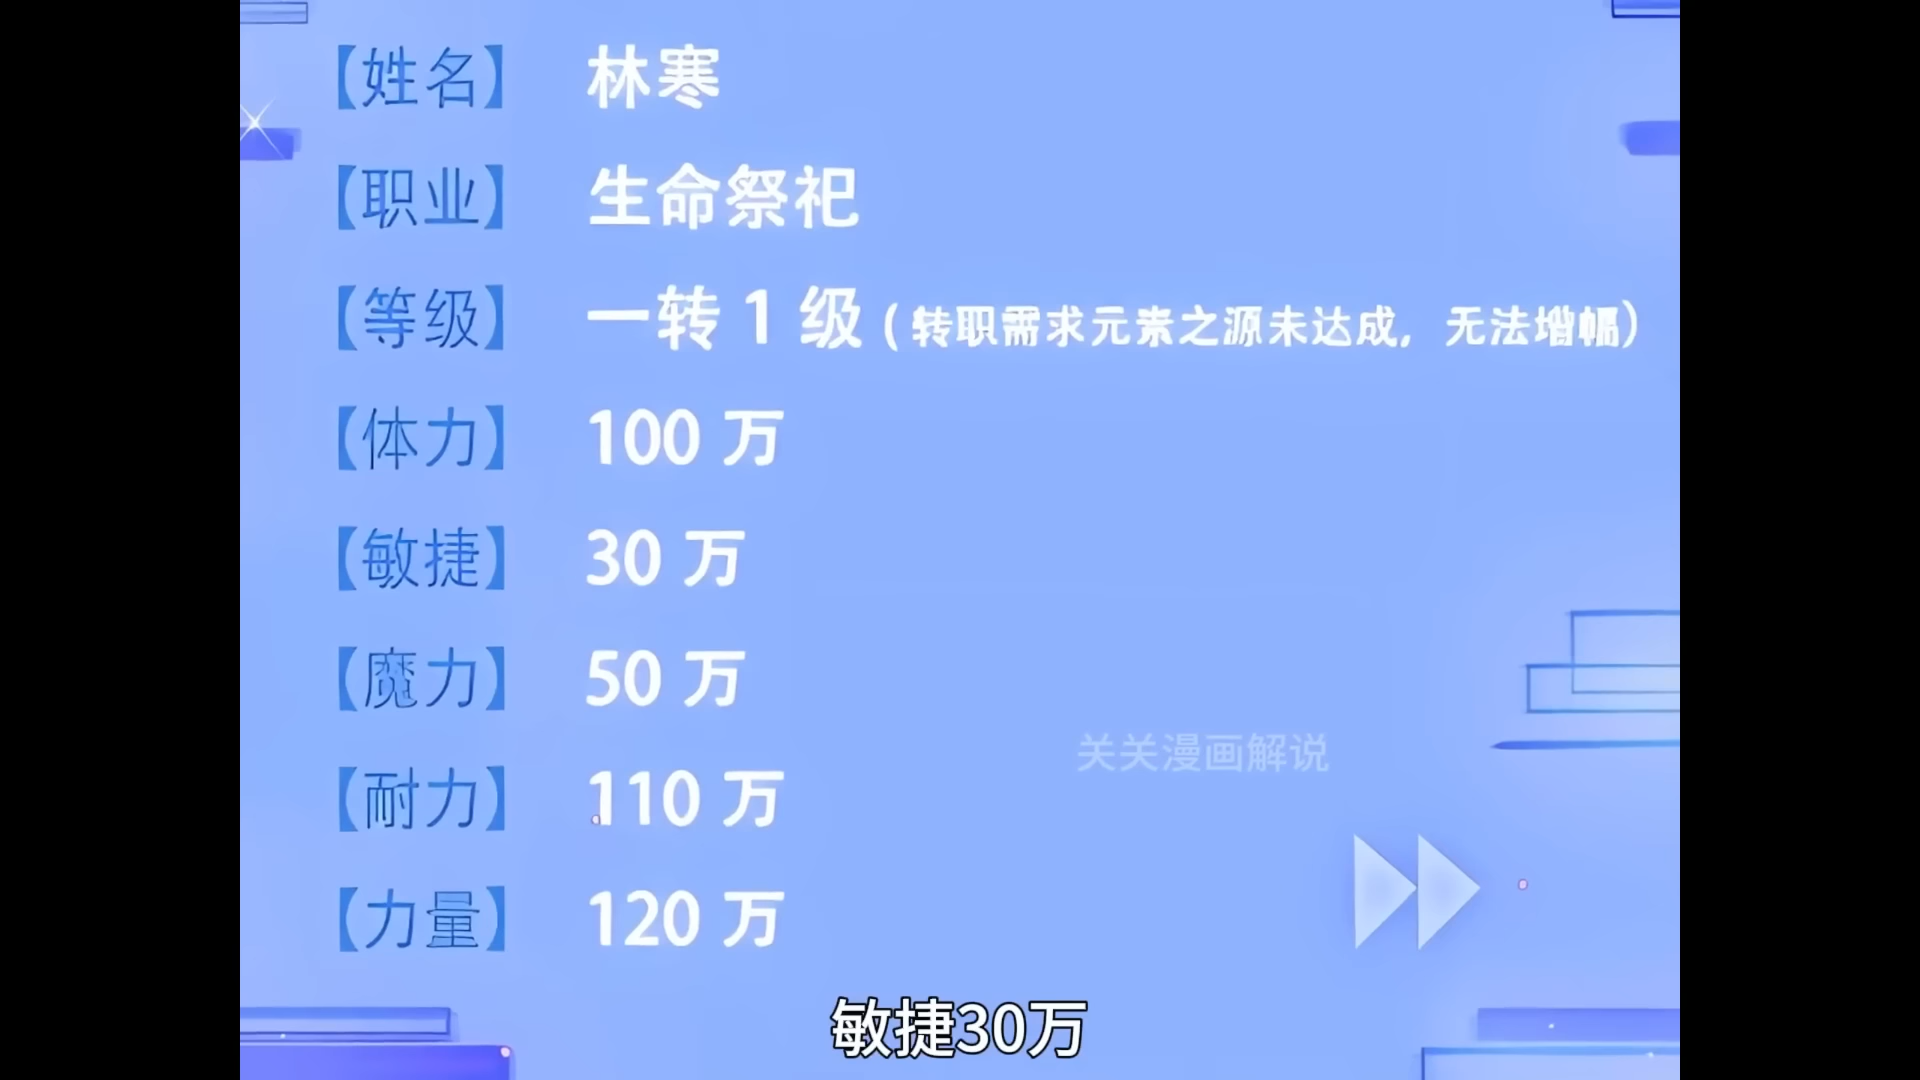 【姓名】 林寒
【职业】 生命祭祀
【等级】 一转 1 级 (转职需求元素之源未达成，无法增幅)
【体力】 100 万
【敏捷】 30 万
【魔力】 50 万
【耐力】 110 万
【力量】 120 万
关关漫画解说
敏捷30万